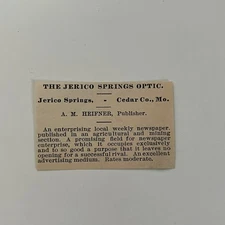 THE JERICO SPRINGS OPTIC.
Jerico Springs, - Cedar Co., Mo.
A. M. HEIFNER, Publisher.
An enterprising local weekly newspaper
published in an agricultural and mining
section. A promising field for newspaper
enterprise, which it occupies exclusively
and to so good a purpose that it leaves no
opening for a successful rival. An excellent
advertising medium. Rates moderate.